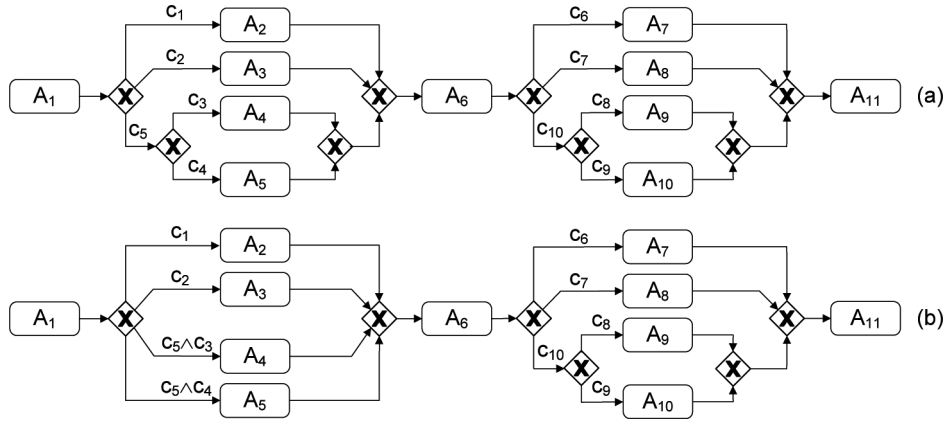 C₁ A₂ C₆ A₇
C₂ A₃ C₇ A₈
A₁ X X A₆ X X A₁₁ (a)
C₃ A₄ C₈ A₉
C₅ X X C₁₀ X X
C₄ A₅ C₉ A₁₀
C₁ A₂ C₆ A₇
C₂ A₃ C₇ A₈
A₁ X X A₆ X X A₁₁ (b)
C₅∧C₃ A₄ C₈ A₉
C₁₀ X X
C₅∧C₄ A₅ C₉ A₁₀